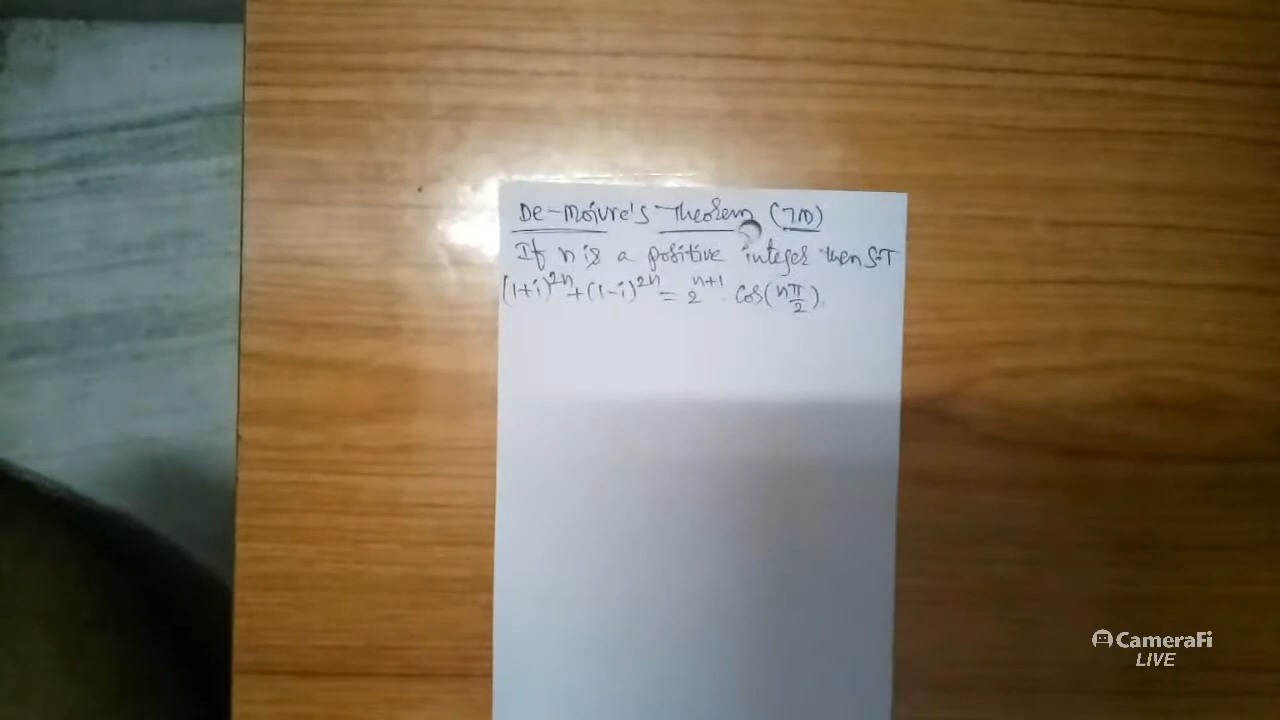 De-Moivre's Theorem (7M)
If n is a positive integer then S.T
(1+i)^2n + (1-i)^2n = 2^n+1 . Cos(nπ/2).
CameraFi
LIVE